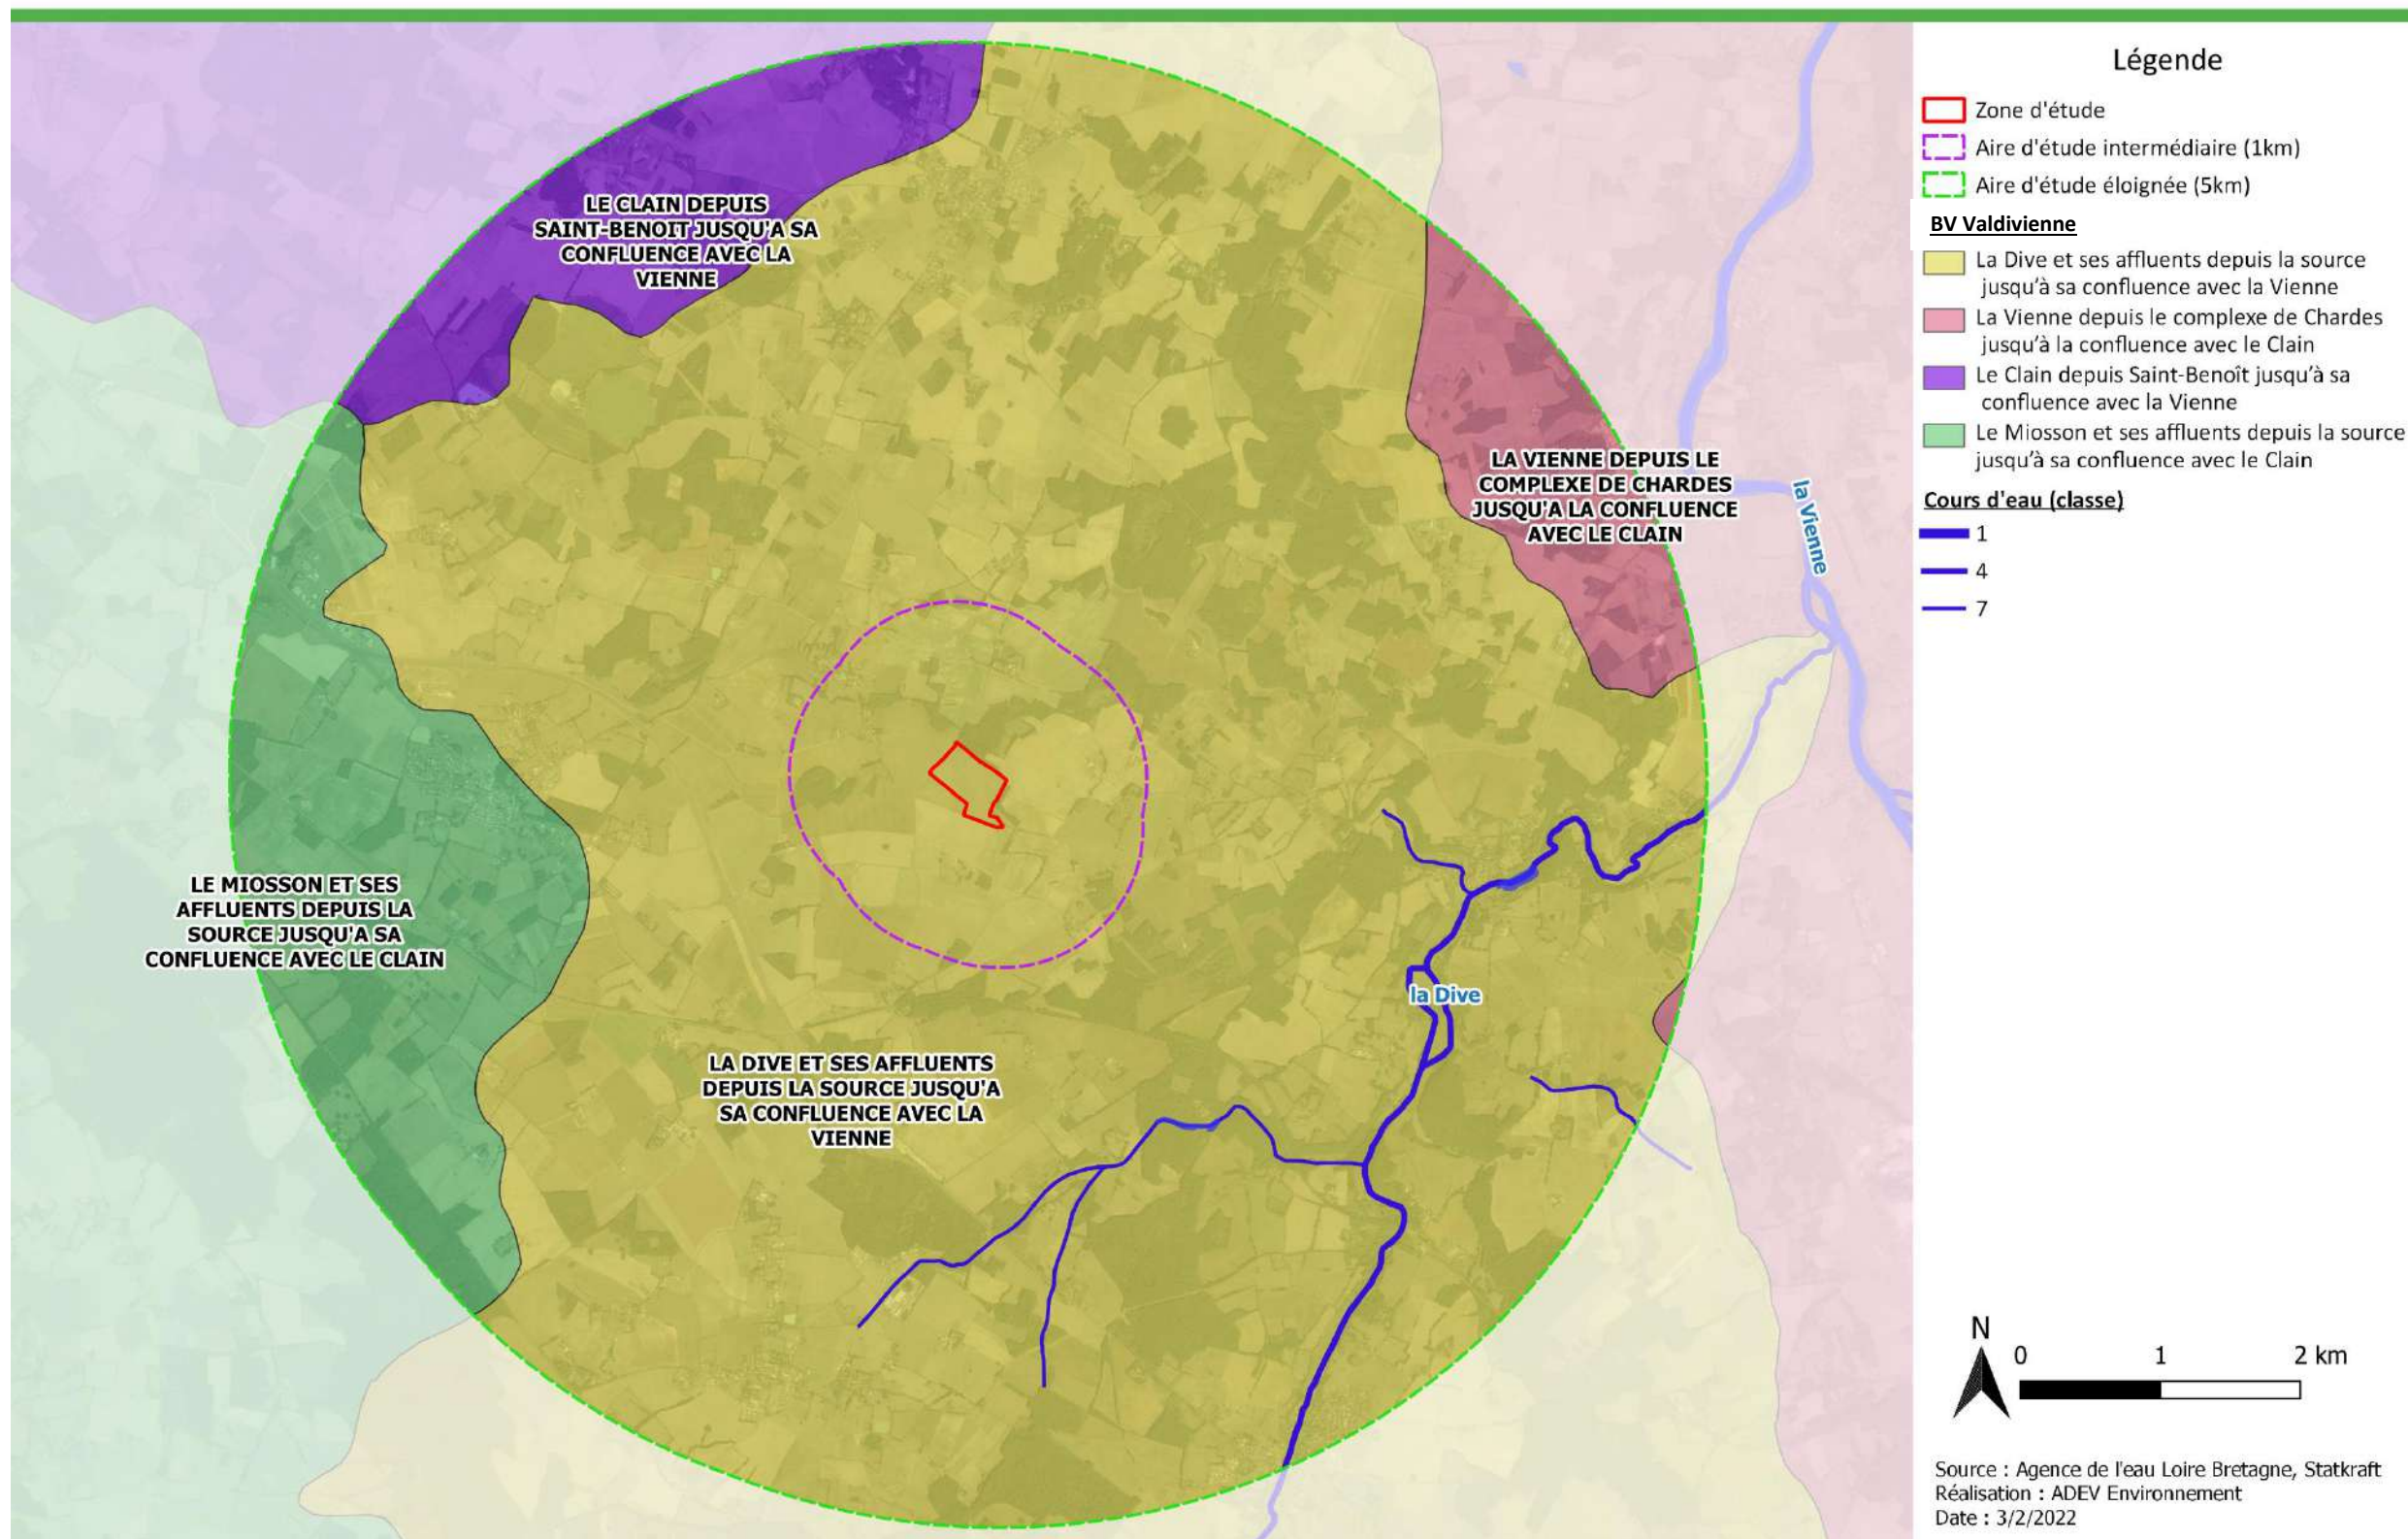 LE CLAIN DEPUIS
SAINT-BENOIT JUSQU'A SA
CONFLUENCE AVEC LA
VIENNE
LA VIENNE DEPUIS LE
COMPLEXE DE CHARDES
JUSQU'A LA CONFLUENCE
AVEC LE CLAIN
la Vienne
LE MIOSSON ET SES
AFFLUENTS DEPUIS LA
SOURCE JUSQU'A SA
CONFLUENCE AVEC LE CLAIN
la Dive
LA DIVE ET SES AFFLUENTS
DEPUIS LA SOURCE JUSQU'A
SA CONFLUENCE AVEC LA
VIENNE
Légende
Zone d'étude
Aire d'étude intermédiaire (1km)
Aire d'étude éloignée (5km)
BV Valdivienne
La Dive et ses affluents depuis la source
jusqu'à sa confluence avec la Vienne
La Vienne depuis le complexe de Chardes
jusqu'à la confluence avec le Clain
Le Clain depuis Saint-Benoît jusqu'à sa
confluence avec la Vienne
Le Miosson et ses affluents depuis la source
jusqu'à sa confluence avec le Clain
Cours d'eau (classe)
1
4
7
N
0 1 2 km
Source : Agence de l'eau Loire Bretagne, Statkraft
Réalisation : ADEV Environnement
Date : 3/2/2022